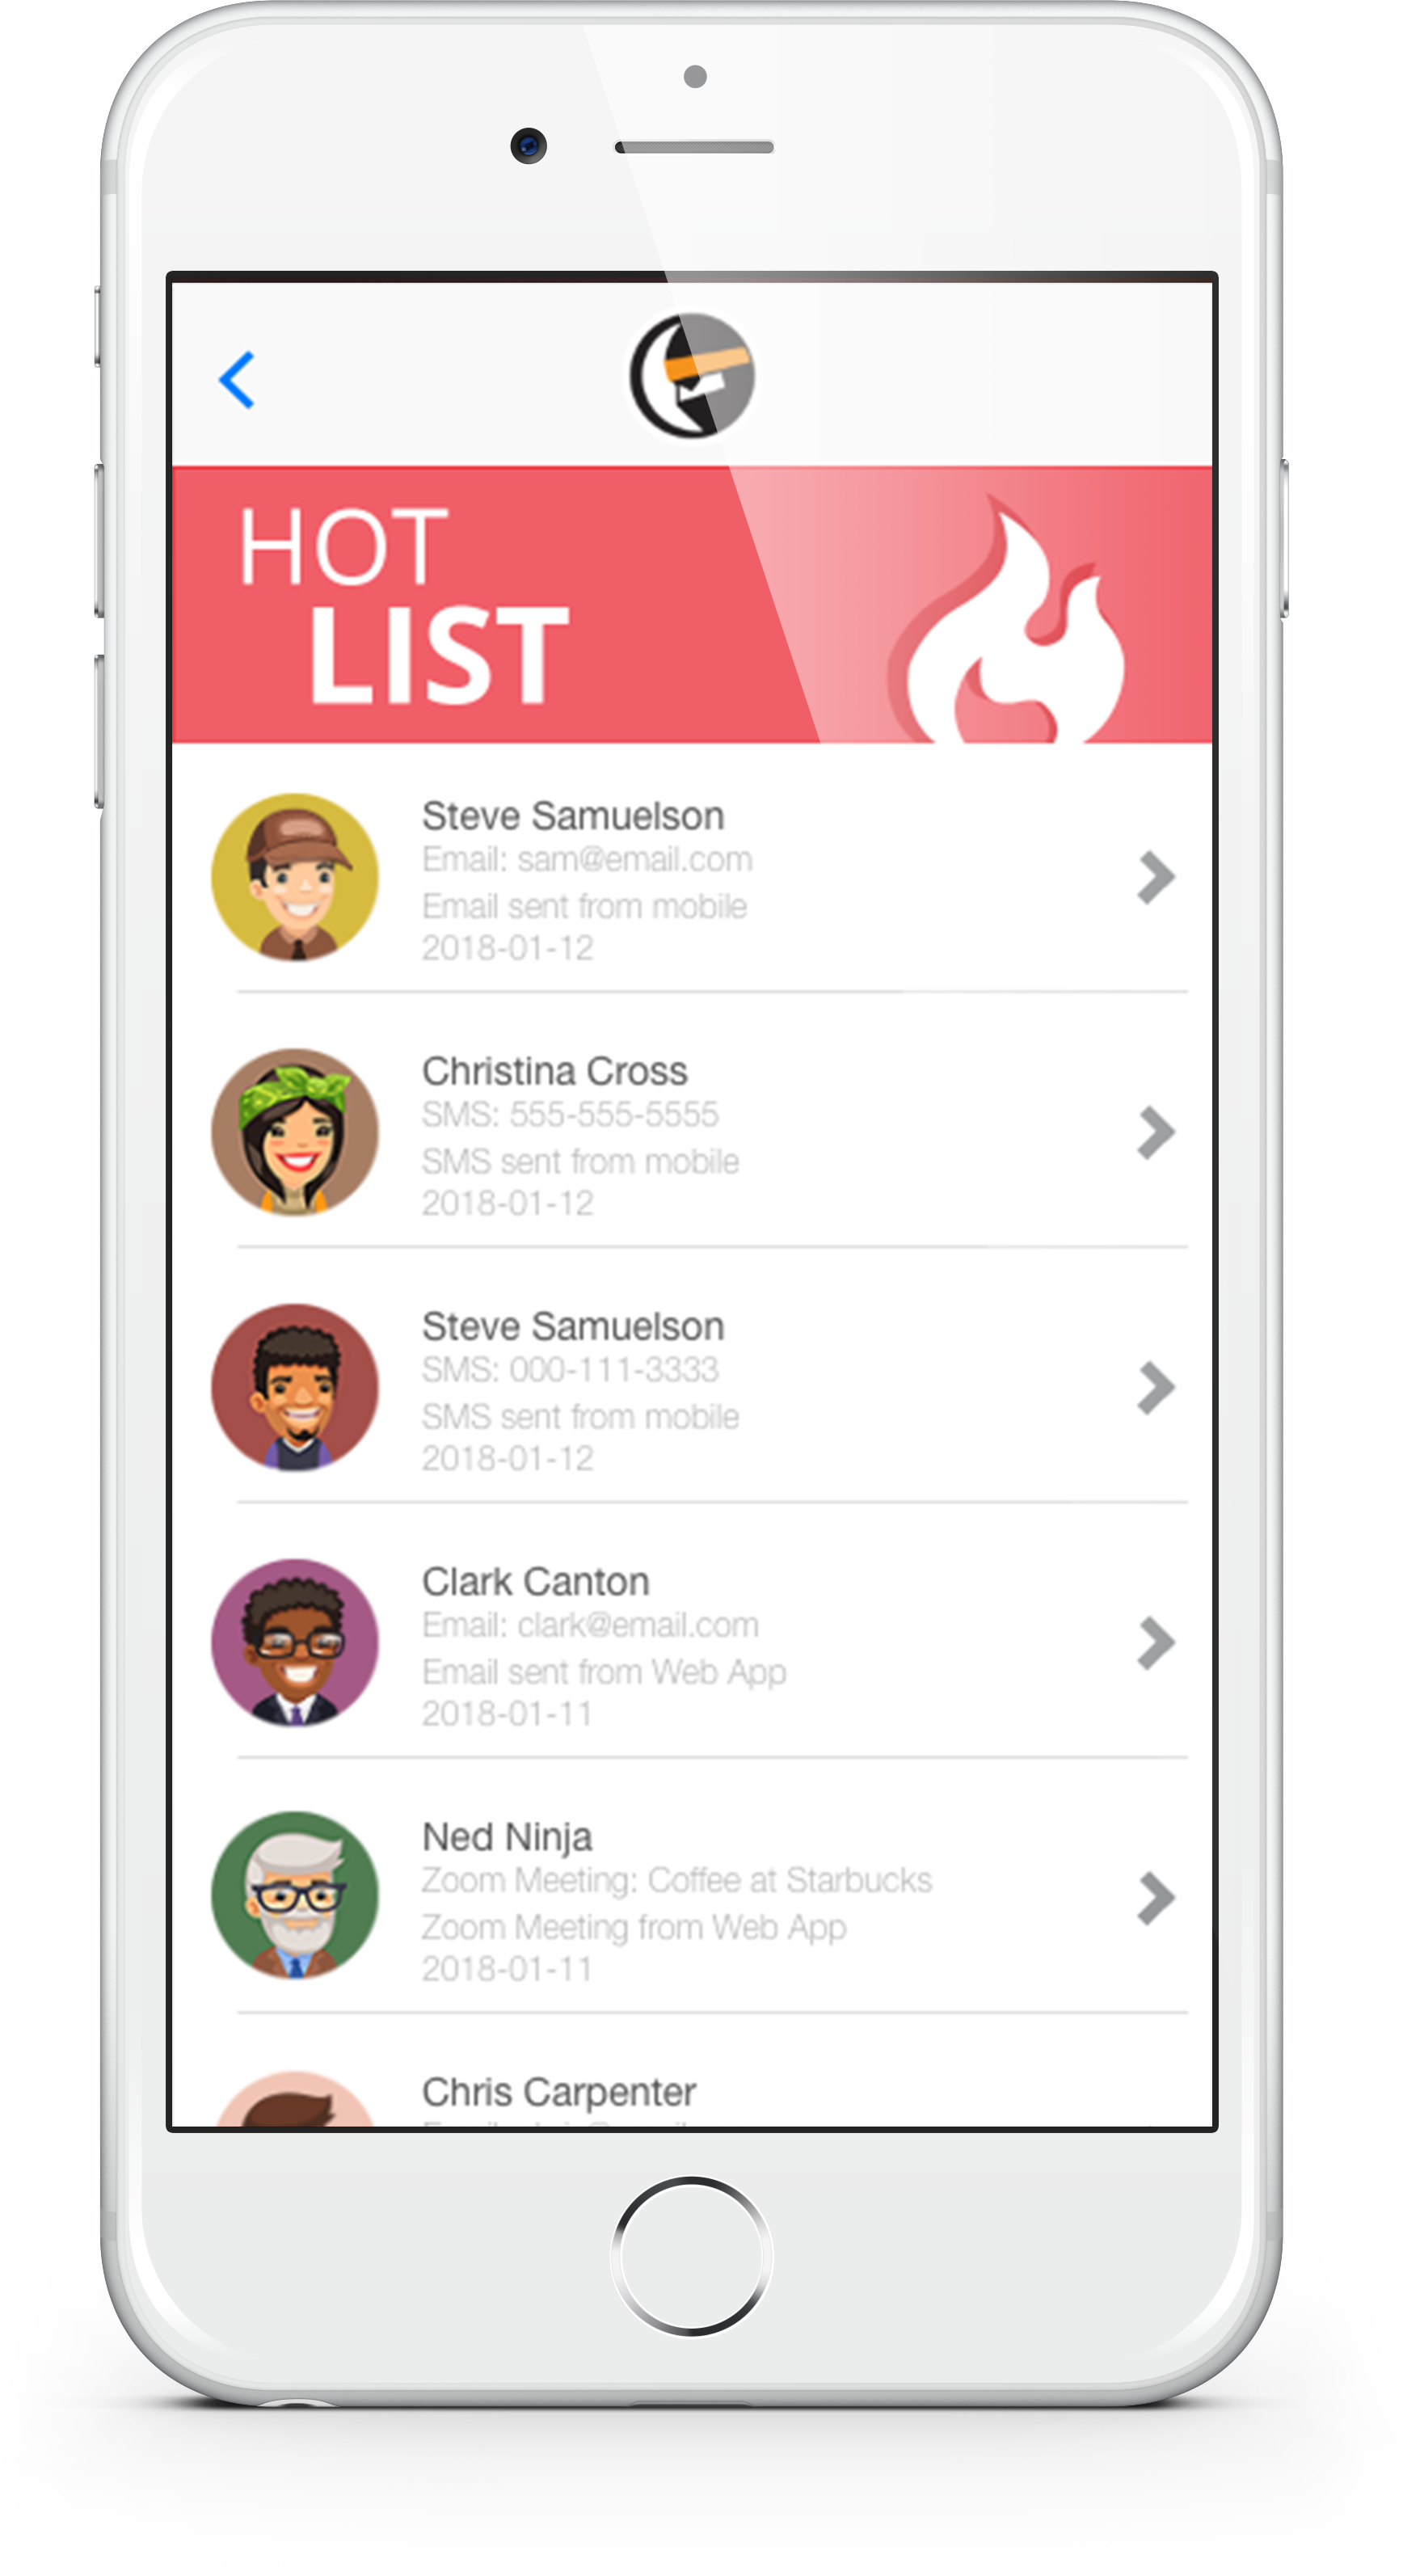 HOT
LIST
Steve Samuelson
Email: sam@email.com
Email sent from mobile
2018-01-12
Christina Cross
SMS: 555-555-5555
SMS sent from mobile
2018-01-12
Steve Samuelson
SMS: 000-111-3333
SMS sent from mobile
2018-01-12
Clark Canton
Email: clark@email.com
Email sent from Web App
2018-01-11
Ned Ninja
Zoom Meeting: Coffee at Starbucks
Zoom Meeting from Web App
2018-01-11
Chris Carpenter